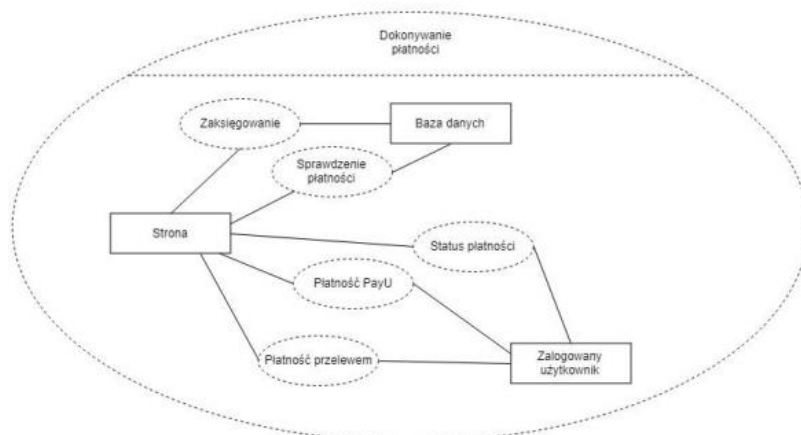 Dokonywanie
płatności
Zaksięgowanie
Baza danych
Sprawdzenie
płatności
Strona
Status płatności
Płatność PayU
Płatność przelewem
Zalogowany
użytkownik